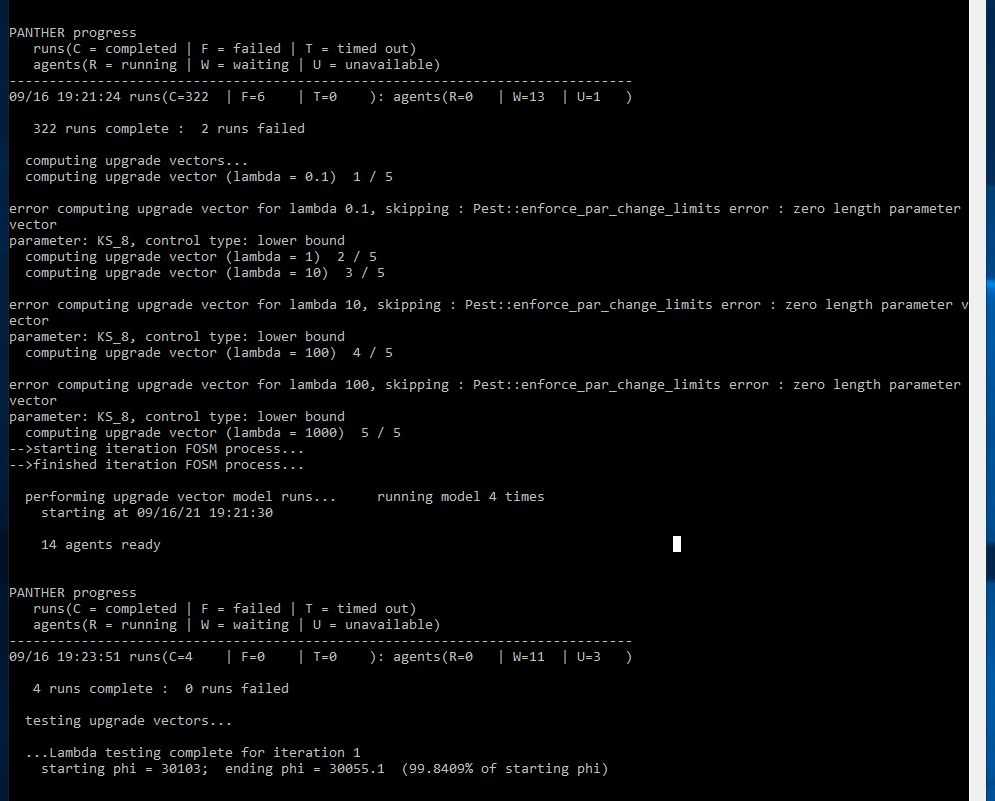 PANTHER progress
   runs(C = completed | F = failed | T = timed out)
   agents(R = running | W = waiting | U = unavailable)
------------------------------------------------------------------------------
09/16 19:21:24 runs(C=322  | F=6    | T=0    ): agents(R=0   | W=13  | U=1   )
   322 runs complete :  2 runs failed
  computing upgrade vectors...
  computing upgrade vector (lambda = 0.1)  1 / 5
error computing upgrade vector for lambda 0.1, skipping : Pest::enforce_par_change_limits error : zero length parameter
vector
parameter: KS_8, control type: lower bound
  computing upgrade vector (lambda = 1)  2 / 5
  computing upgrade vector (lambda = 10)  3 / 5
error computing upgrade vector for lambda 10, skipping : Pest::enforce_par_change_limits error : zero length parameter v
ector
parameter: KS_8, control type: lower bound
  computing upgrade vector (lambda = 100)  4 / 5
error computing upgrade vector for lambda 100, skipping : Pest::enforce_par_change_limits error : zero length parameter
vector
parameter: KS_8, control type: lower bound
  computing upgrade vector (lambda = 1000)  5 / 5
-->starting iteration FOSM process...
-->finished iteration FOSM process...
  performing upgrade vector model runs...     running model 4 times
    starting at 09/16/21 19:21:30
    14 agents ready
PANTHER progress
   runs(C = completed | F = failed | T = timed out)
   agents(R = running | W = waiting | U = unavailable)
------------------------------------------------------------------------------
09/16 19:23:51 runs(C=4    | F=0    | T=0    ): agents(R=0   | W=11  | U=3   )
   4 runs complete :  0 runs failed
  testing upgrade vectors...
  ...Lambda testing complete for iteration 1
    starting phi = 30103;  ending phi = 30055.1  (99.8409% of starting phi)